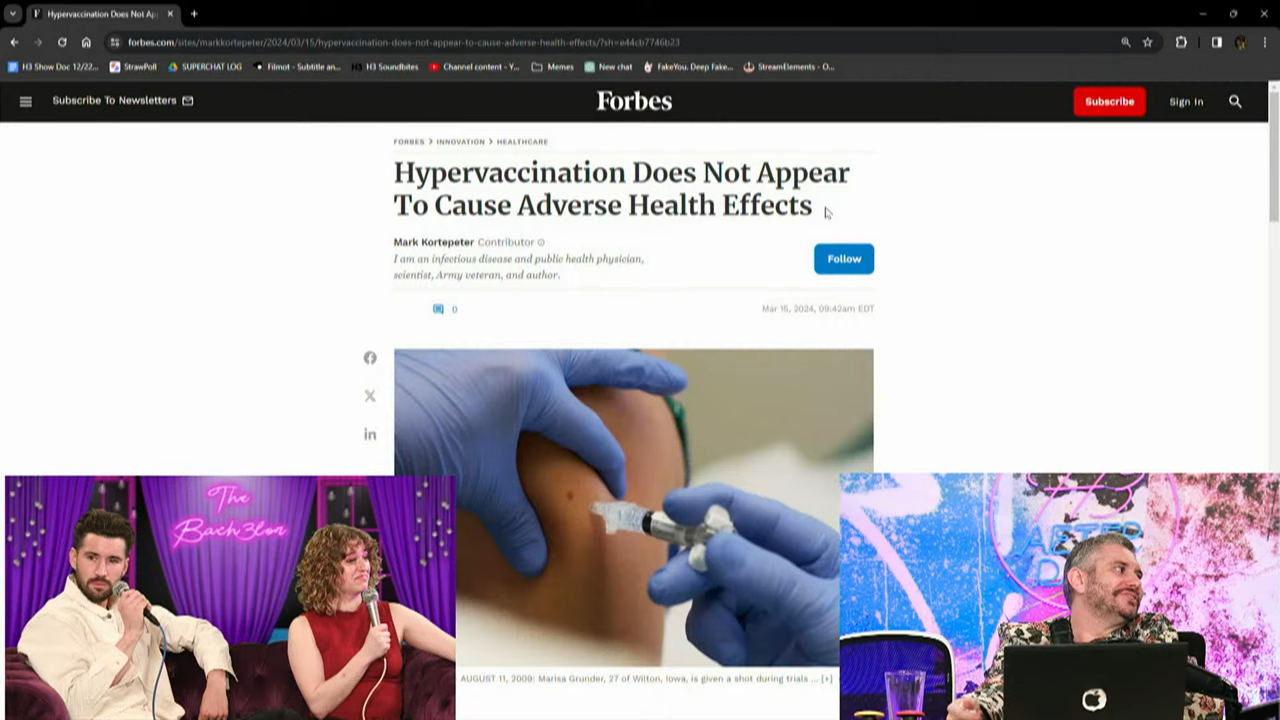 Hypervaccination Does Not Ap
forbes.com/sites/markkortepeter/2024/03/15/hypervaccination-does-not-appear-to-cause-adverse-health-effects/?sh=e44cb7746b23
H3 Show Doc 12/22... StrawPoll SUPERCHAT LOG Filmot - Subtitle an... H3 Soundbites Channel content - Y... Memes New chat FakeYou. Deep Fake... StreamElements - O...
Subscribe To Newsletters Forbes Subscribe Sign In
FORBES > INNOVATION > HEALTHCARE
Hypervaccination Does Not Appear
To Cause Adverse Health Effects
Mark Kortepeter Contributor
I am an infectious disease and public health physician,
scientist, Army veteran, and author.
Follow
0
Mar 15, 2024, 09:42am EDT
The
Bach3lor
AFTER
AUGUST 11, 2009: Marisa Grunder, 27 of Wilton, Iowa, is given a shot during trials ... [+]